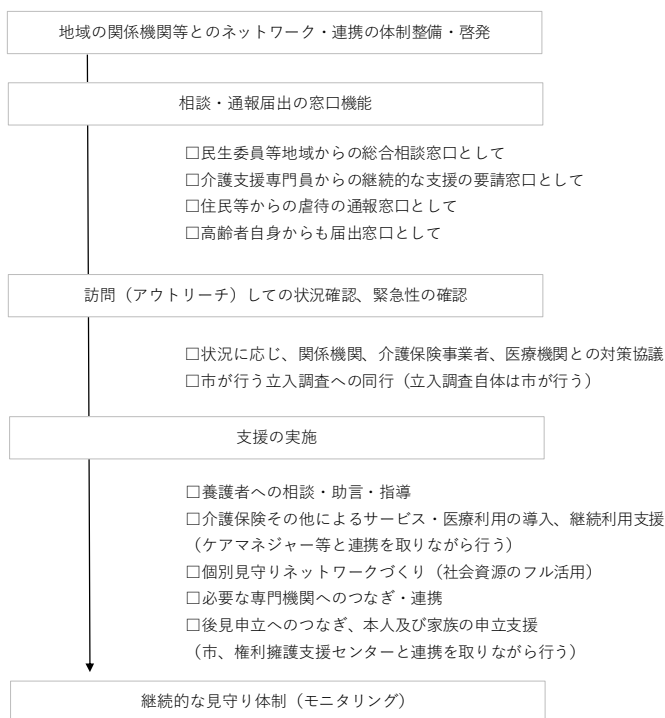 地域の関係機関等とのネットワーク・連携の体制整備・啓発
相談・通報届出の窓口機能
□民生委員等地域からの総合相談窓口として
□介護支援専門員からの継続的な支援の要請窓口として
□住民等からの虐待の通報窓口として
□高齢者自身からも届出窓口として
訪問（アウトリーチ）しての状況確認、緊急性の確認
□状況に応じ、関係機関、介護保険事業者、医療機関との対策協議
□市が行う立入調査への同行（立入調査自体は市が行う）
支援の実施
□養護者への相談・助言・指導
□介護保険その他によるサービス・医療利用の導入、継続利用支援
（ケアマネジャー等と連携を取りながら行う）
□個別見守りネットワークづくり（社会資源のフル活用）
□必要な専門機関へのつなぎ・連携
□後見申立へのつなぎ、本人及び家族の申立支援
（市、権利擁護支援センターと連携を取りながら行う）
継続的な見守り体制（モニタリング）